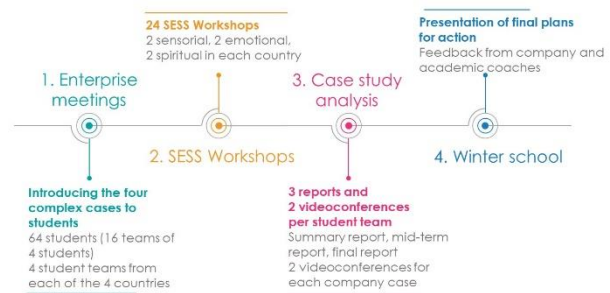 24 SESS Workshops
2 sensorial, 2 emotional,
2 spiritual in each country
Presentation of final plans
for action
Feedback from company and
academic coaches
1. Enterprise
meetings
3. Case study
analysis
2. SESS Workshops
4. Winter school
Introducing the four
complex cases to
students
64 students (16 teams of
4 students)
4 student teams from
each of the 4 countries
3 reports and
2 videoconferences
per student team
Summary report, mid-term
report, final report
2 videoconferences for
each company case